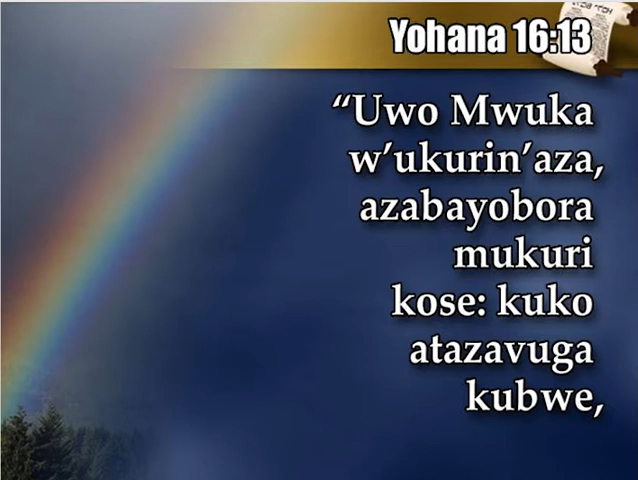 Yohana 16:13
“Uwo Mwuka
w’ukurin’aza,
azabayobora
mukuri
kose: kuko
atazavuga
kubwe,